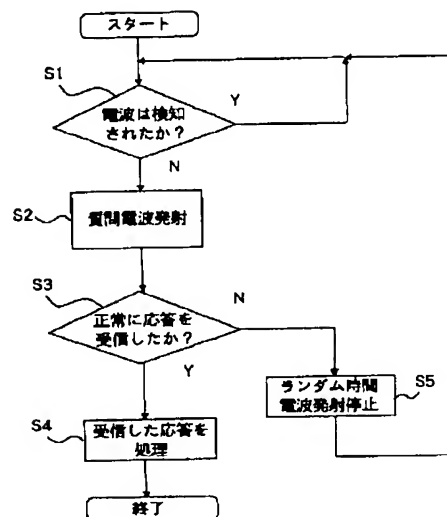 スタート
S1
電波は検知
されたか?
Y
N
S2
質問電波発射
S3
正常に応答を
受信したか?
N
Y
ランダム時間
電波発射停止
S5
S4
受信した応答を
処理
終了